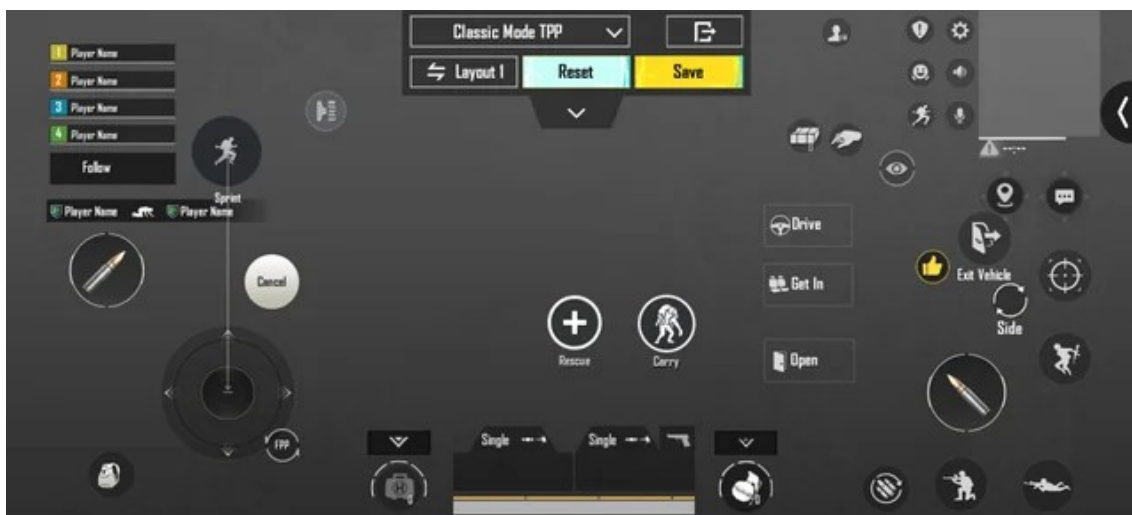 Classic Mode TPP
Layout 1
Reset
Save
1 Player Name
2 Player Name
3 Player Name
4 Player Name
Follow
Sprint
Player Name
Player Name
Cancel
Drive
Get In
Open
Exit Vehicle
Side
Rescue
Carry
FPP
Single
Single